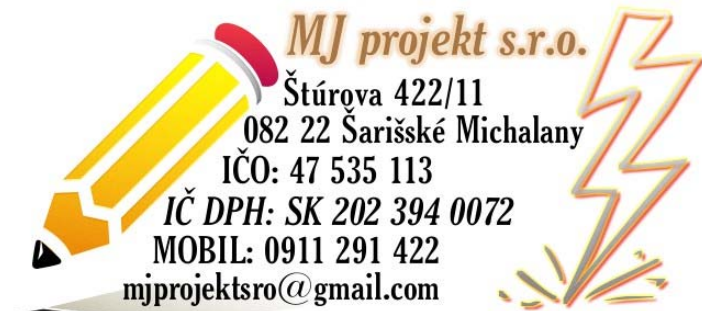 MJ projekt s.r.o.
Štúrova 422/11
082 22 Šarišské Michalany
IČO: 47 535 113
IČ DPH: SK 202 394 0072
MOBIL: 0911 291 422
mjprojektsro@gmail.com